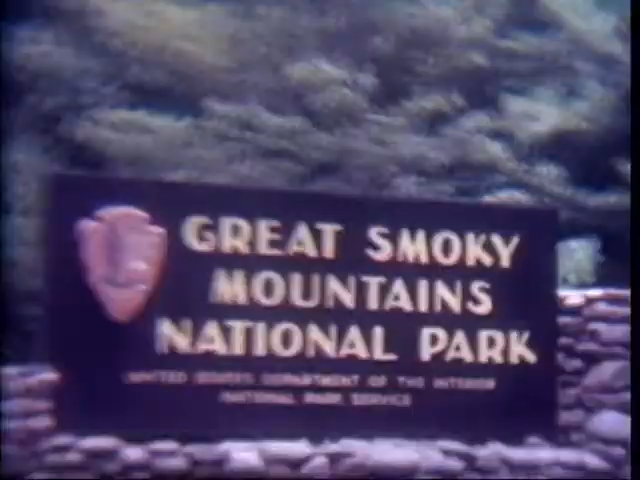 GREAT SMOKY
MOUNTAINS
NATIONAL PARK
UNITED STATES DEPARTMENT OF THE INTERIOR
NATIONAL PARK SERVICE